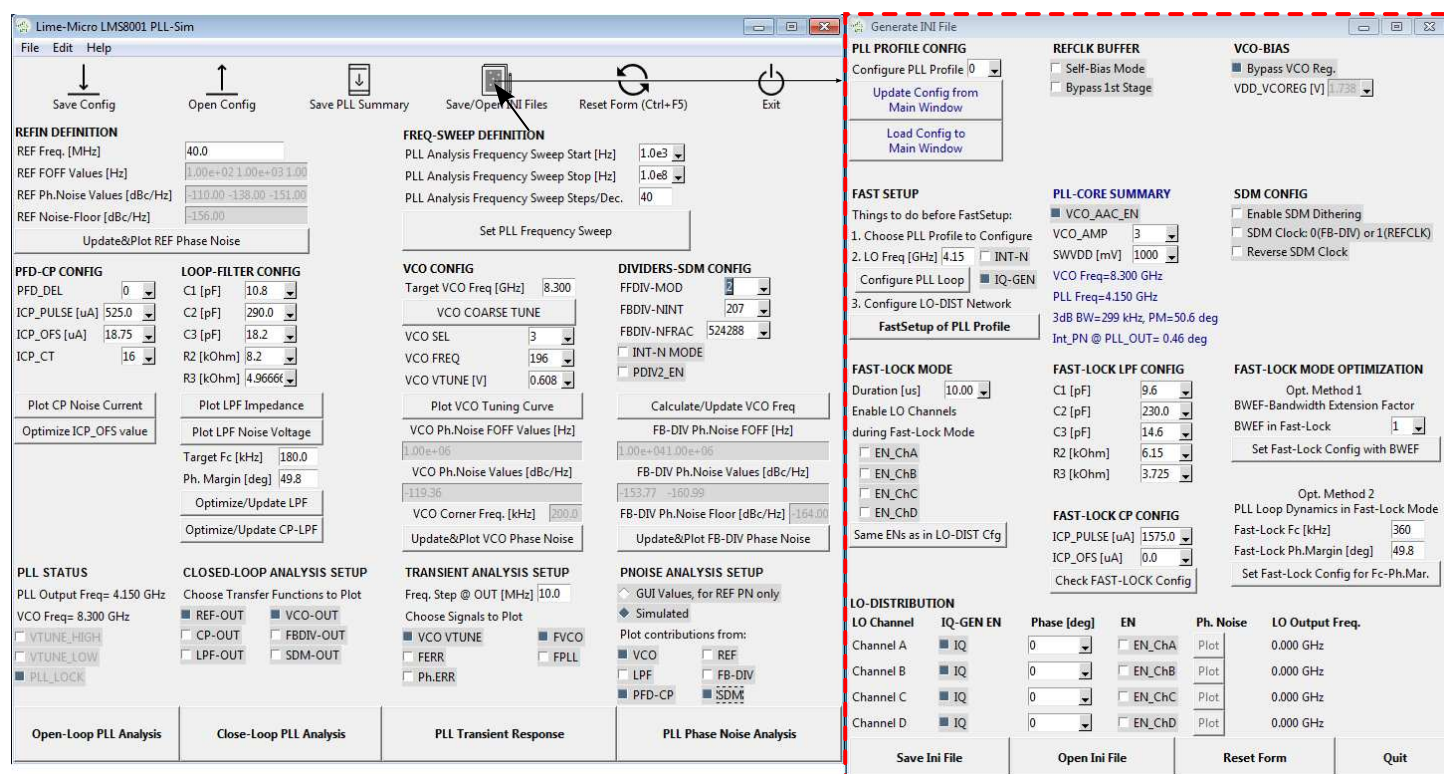 Lime-Micro LMS8001 PLL-Sim
File Edit Help
Save Config Open Config Save PLL Summary Save/Open INI Files Reset Form (Ctrl+F5) Exit
REFIN DEFINITION
REF Freq. [MHz] 40.0
REF FOFF Values [Hz] 1.00e+02 1.00e+03 1.00
REF Ph.Noise Values [dBc/Hz] -110.00 -138.00 -151.00
REF Noise-Floor [dBc/Hz] -156.00
Update&Plot REF Phase Noise
FREQ-SWEEP DEFINITION
PLL Analysis Frequency Sweep Start [Hz] 1.0e3
PLL Analysis Frequency Sweep Stop [Hz] 1.0e8
PLL Analysis Frequency Sweep Steps/Dec. 40
Set PLL Frequency Sweep
PFD-CP CONFIG
PFD_DEL 0
ICP_PULSE [uA] 525.0
ICP_OFS [uA] 18.75
ICP_CT 16
Plot CP Noise Current
Optimize ICP_OFS value
LOOP-FILTER CONFIG
C1 [pF] 10.8
C2 [pF] 290.0
C3 [pF] 18.2
R2 [kOhm] 8.2
R3 [kOhm] 4.96666
Plot LPF Impedance
Plot LPF Noise Voltage
Target Fc [kHz] 180.0
Ph. Margin [deg] 49.8
Optimize/Update LPF
Optimize/Update CP-LPF
VCO CONFIG
Target VCO Freq [GHz] 8.300
VCO COARSE TUNE
VCO SEL 3
VCO FREQ 196
VCO VTUNE [V] 0.608
Plot VCO Tuning Curve
VCO Ph.Noise FOFF Values [Hz]
1.00e+06
VCO Ph.Noise Values [dBc/Hz]
-119.36
VCO Corner Freq. [kHz] 200.0
Update&Plot VCO Phase Noise
DIVIDERS-SDM CONFIG
FFDIV-MOD 2
FBDIV-NINT 207
FBDIV-NFRAC 524288
INT-N MODE
PDIV2_EN
Calculate/Update VCO Freq
FB-DIV Ph.Noise FOFF [Hz]
1.00e+041.00e+06
FB-DIV Ph.Noise Values [dBc/Hz]
-153.77 -160.99
FB-DIV Ph.Noise Floor [dBc/Hz] -164.00
Update&Plot FB-DIV Phase Noise
PLL STATUS
PLL Output Freq= 4.150 GHz
VCO Freq= 8.300 GHz
VTUNE_HIGH
VTUNE_LOW
PLL_LOCK
CLOSED-LOOP ANALYSIS SETUP
Choose Transfer Functions to Plot
REF-OUT VCO-OUT
CP-OUT FBDIV-OUT
LPF-OUT SDM-OUT
TRANSIENT ANALYSIS SETUP
Freq. Step @ OUT [MHz] 10.0
Choose Signals to Plot
VCO VTUNE FVCO
FERR FPLL
Ph.ERR
PNOISE ANALYSIS SETUP
GUI Values, for REF PN only
Simulated
Plot contributions from:
VCO REF
LPF FB-DIV
PFD-CP SDM
Open-Loop PLL Analysis Close-Loop PLL Analysis PLL Transient Response PLL Phase Noise Analysis
Generate INI File
PLL PROFILE CONFIG
Configure PLL Profile 0
Update Config from
Main Window
Load Config to
Main Window
REFCLK BUFFER
Self-Bias Mode
Bypass 1st Stage
VCO-BIAS
Bypass VCO Reg.
VDD_VCOREG [V] 1.738
FAST SETUP
Things to do before FastSetup:
1. Choose PLL Profile to Configure
2. LO Freq [GHz] 4.15 INT-N
Configure PLL Loop IQ-GEN
3. Configure LO-DIST Network
FastSetup of PLL Profile
PLL-CORE SUMMARY
VCO_AAC_EN
VCO_AMP 3
SWVDD [mV] 1000
VCO Freq=8.300 GHz
PLL Freq=4.150 GHz
3dB BW=299 kHz, PM=50.6 deg
Int_PN @ PLL_OUT= 0.46 deg
SDM CONFIG
Enable SDM Dithering
SDM Clock: 0(FB-DIV) or 1(REFCLK)
Reverse SDM Clock
FAST-LOCK MODE
Duration [us] 10.00
Enable LO Channels
during Fast-Lock Mode
EN_ChA
EN_ChB
EN_ChC
EN_ChD
Same ENs as in LO-DIST Cfg
FAST-LOCK LPF CONFIG
C1 [pF] 9.6
C2 [pF] 230.0
C3 [pF] 14.6
R2 [kOhm] 6.15
R3 [kOhm] 3.725
FAST-LOCK CP CONFIG
ICP_PULSE [uA] 1575.0
ICP_OFS [uA] 0.0
Check FAST-LOCK Config
FAST-LOCK MODE OPTIMIZATION
Opt. Method 1
BWEF-Bandwidth Extension Factor
BWEF in Fast-Lock 1
Set Fast-Lock Config with BWEF
Opt. Method 2
PLL Loop Dynamics in Fast-Lock Mode
Fast-Lock Fc [kHz] 360
Fast-Lock Ph.Margin [deg] 49.8
Set Fast-Lock Config for Fc-Ph.Mar.
LO-DISTRIBUTION
LO Channel IQ-GEN EN Phase [deg] EN Ph. Noise LO Output Freq.
Channel A IQ 0 EN_ChA Plot 0.000 GHz
Channel B IQ 0 EN_ChB Plot 0.000 GHz
Channel C IQ 0 EN_ChC Plot 0.000 GHz
Channel D IQ 0 EN_ChD Plot 0.000 GHz
Save Ini File Open Ini File Reset Form Quit